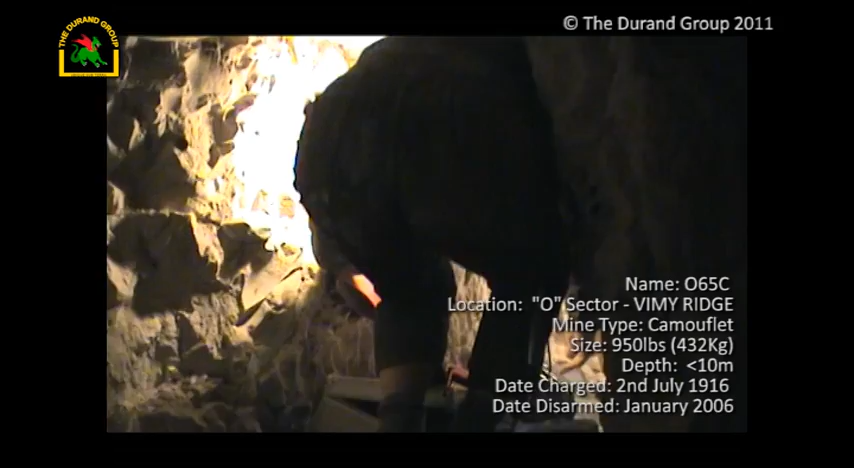 © The Durand Group 2011
THE DURAND GROUP
Name: O65C
Location: "O" Sector - VIMY RIDGE
Mine Type: Camouflet
Size: 950lbs (432Kg)
Depth: <10m
Date Charged: 2nd July 1916
Date Disarmed: January 2006